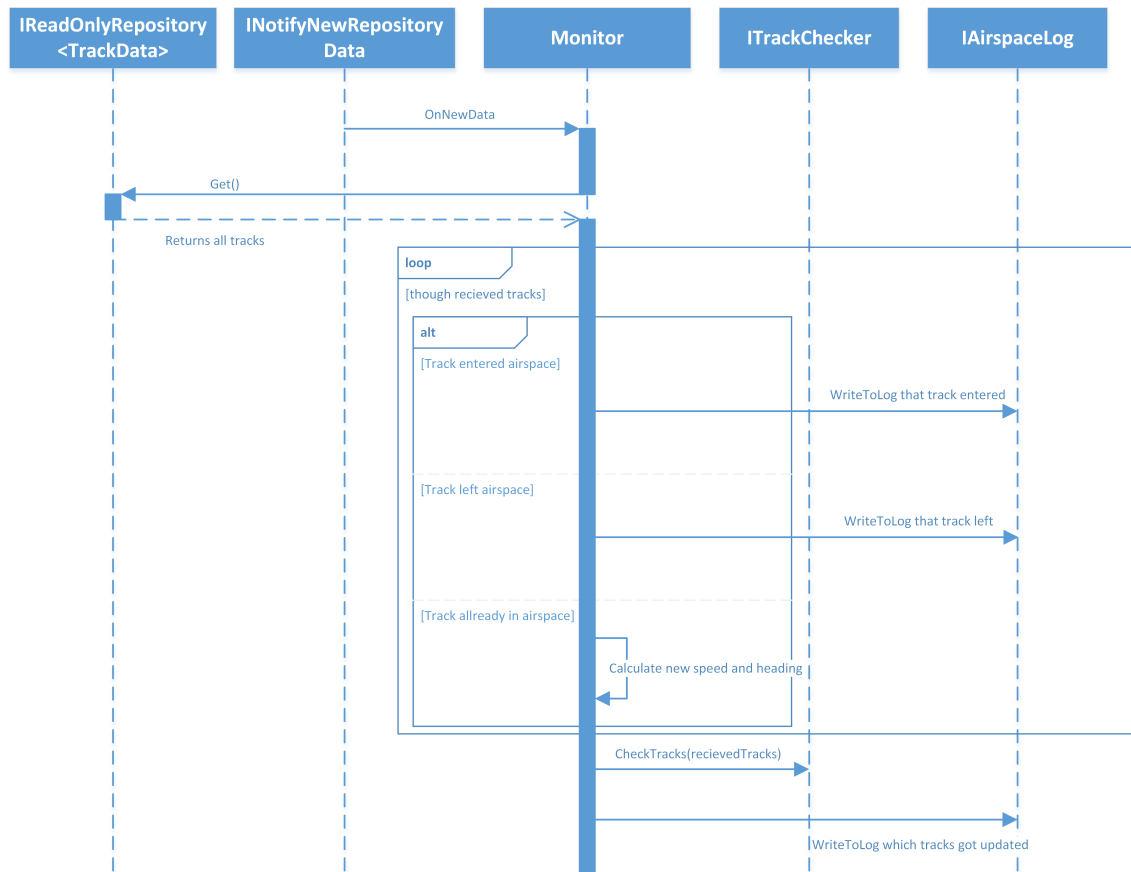 IReadOnlyRepository
<TrackData>
INotifyNewRepository
Data
Monitor
ITrackChecker
IAirspaceLog
OnNewData
Get()
Returns all tracks
loop
[though recieved tracks]
alt
[Track entered airspace]
WriteToLog that track entered
[Track left airspace]
WriteToLog that track left
[Track allready in airspace]
Calculate new speed and heading
CheckTracks(recievedTracks)
WriteToLog which tracks got updated